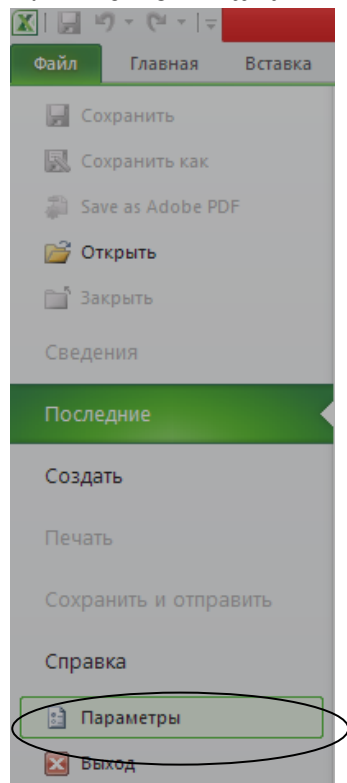 Файл Главная Вставка
Сохранить
Сохранить как
Save as Adobe PDF
Открыть
Закрыть
Сведения
Последние
Создать
Печать
Сохранить и отправить
Справка
Параметры
Выход